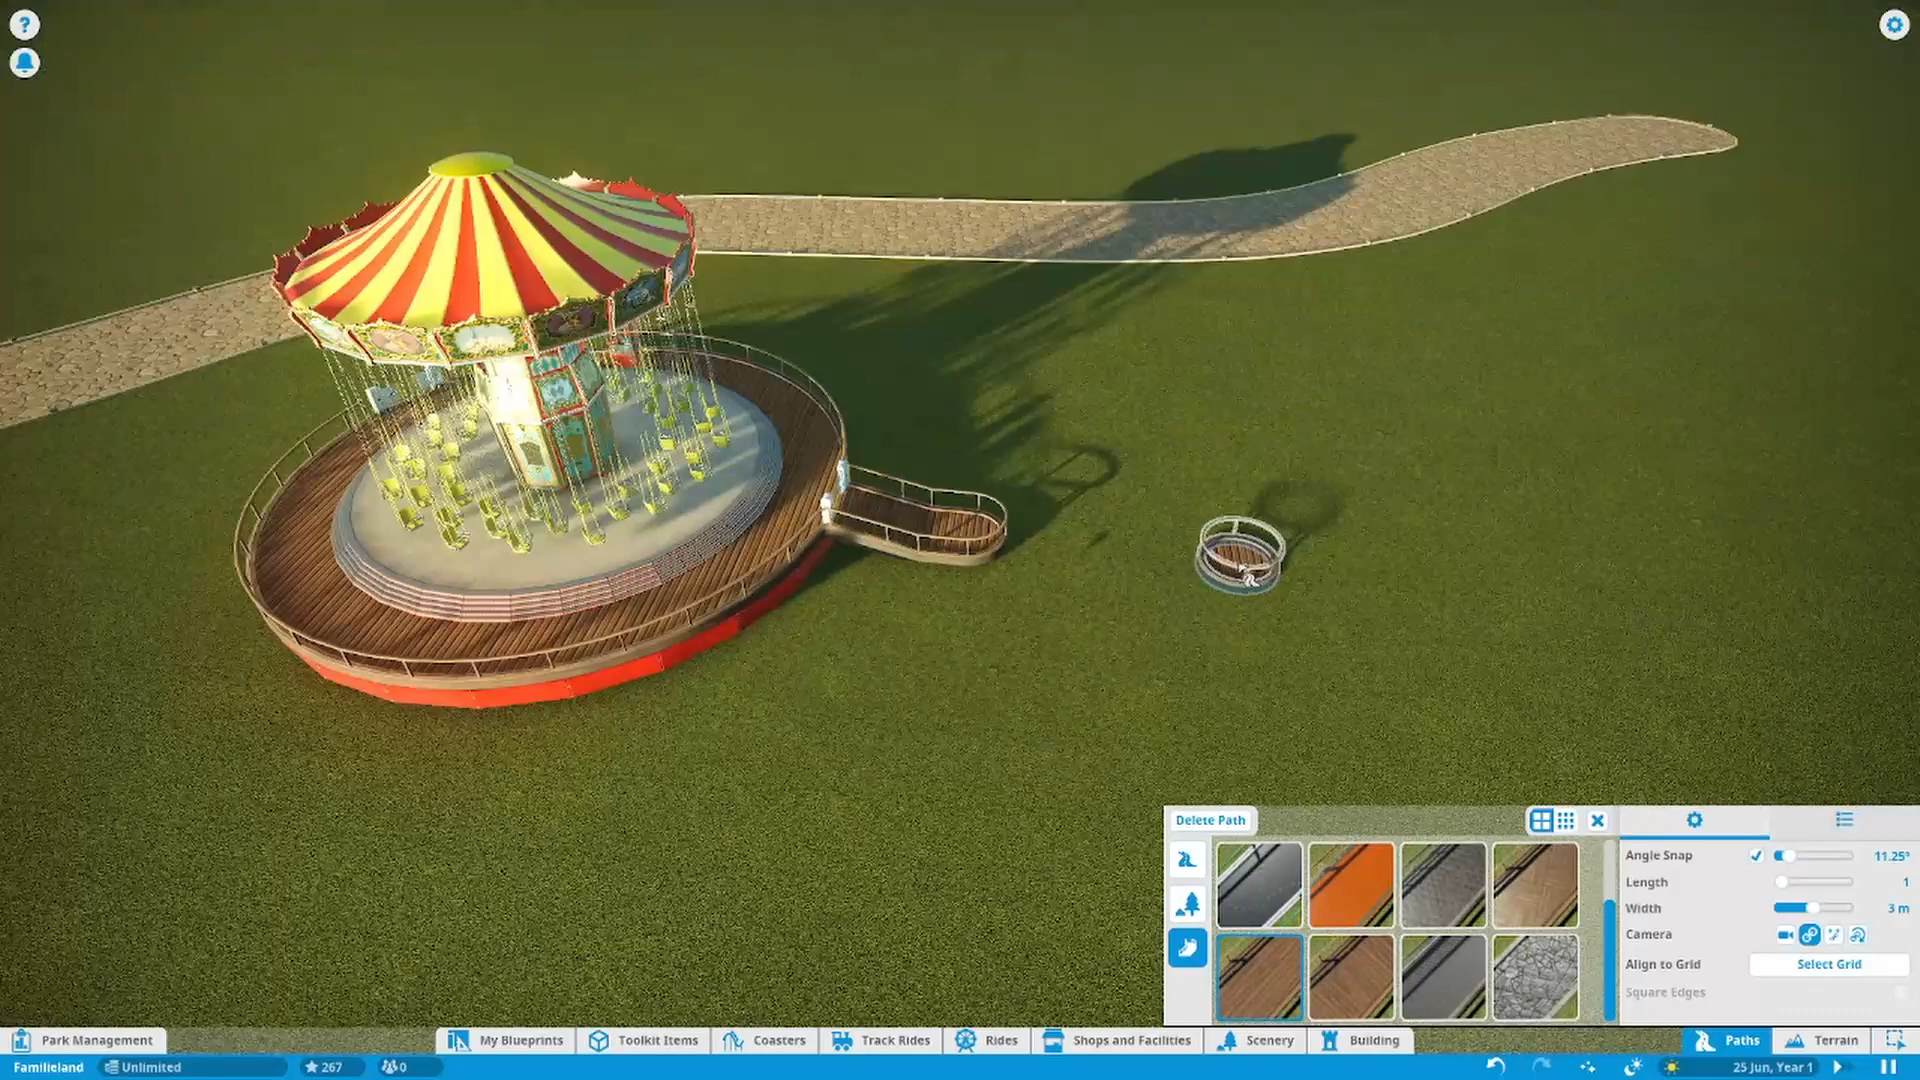 ?
Delete Path
Angle Snap 11.25°
Length 1
Width 3 m
Camera
Align to Grid Select Grid
Square Edges
Park Management My Blueprints Toolkit Items Coasters Track Rides Rides Shops and Facilities Scenery Building Paths Terrain
Familieland Unlimited 267 0 25 Jun, Year 1